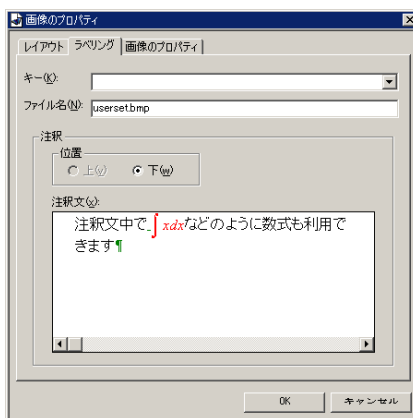 画像のプロパティ
レイアウト ラベリング 画像のプロパティ
キー(K):
ファイル名(N): userset.bmp
注釈
位置
上(v) 下(w)
注釈文(x):
注釈文中で ∫ xdxなどのように数式も利用で
きます¶
OK キャンセル